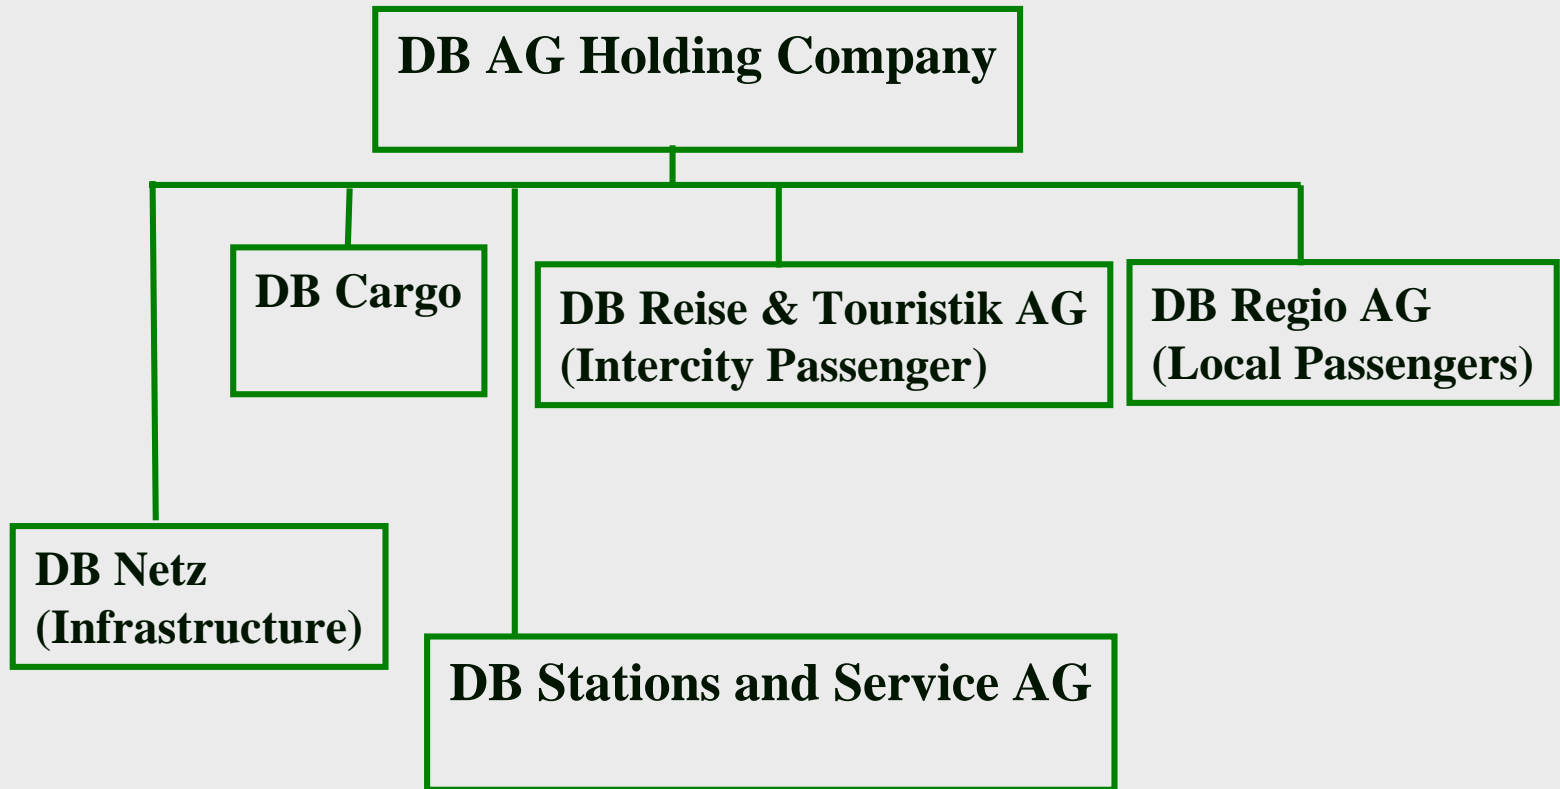 DB AG Holding Company
DB Cargo
DB Reise & Touristik AG
(Intercity Passenger)
DB Regio AG
(Local Passengers)
DB Netz
(Infrastructure)
DB Stations and Service AG